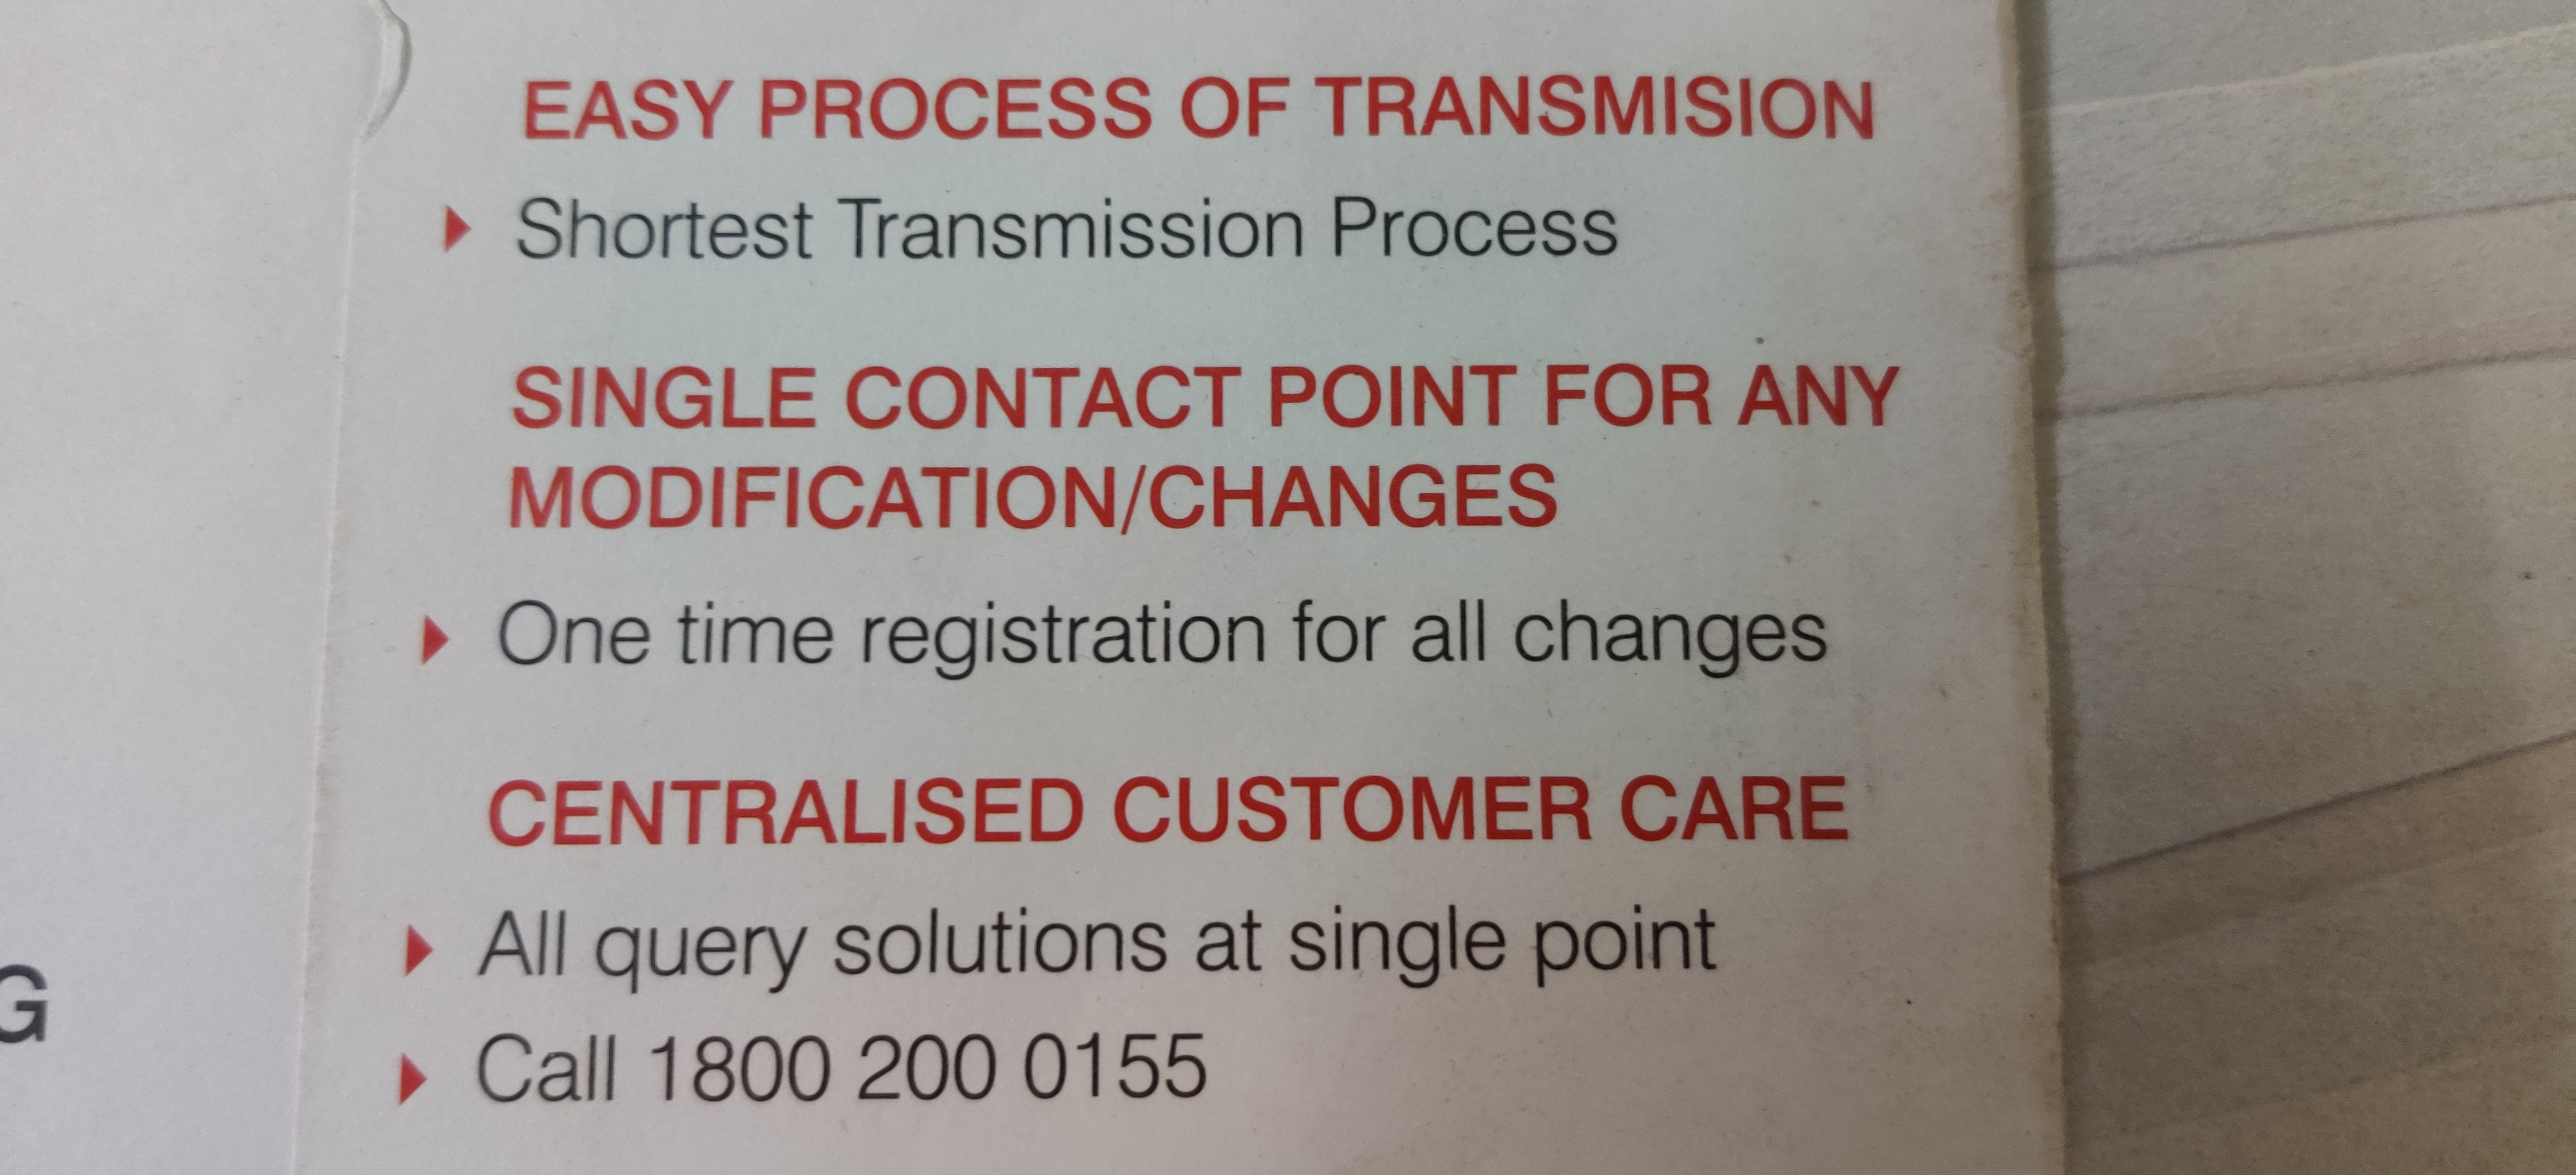 EASY PROCESS OF TRANSMISION
Shortest Transmission Process
SINGLE CONTACT POINT FOR ANY
MODIFICATION/CHANGES
One time registration for all changes
CENTRALISED CUSTOMER CARE
All query solutions at single point
G
Call 1800 200 0155